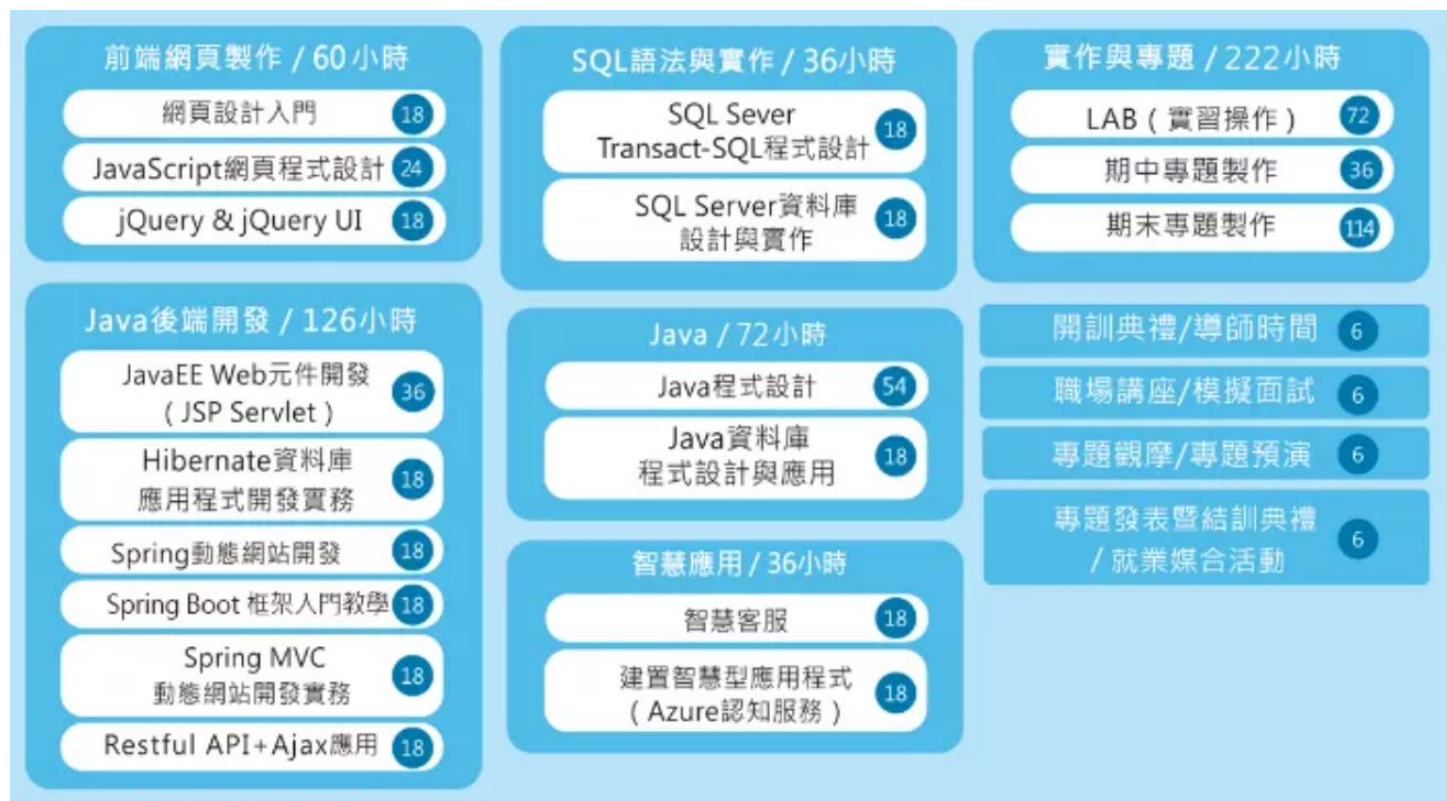 前端網頁製作 / 60小時
網頁設計入門 18
JavaScript網頁程式設計 24
jQuery & jQuery UI 18
Java後端開發 / 126小時
JavaEE Web元件開發
( JSP Servlet ) 36
Hibernate資料庫
應用程式開發實務 18
Spring動態網站開發 18
Spring Boot 框架入門教學 18
Spring MVC
動態網站開發實務 18
Restful API+Ajax應用 18
SQL語法與實作 / 36小時
SQL Sever
Transact-SQL程式設計 18
SQL Server資料庫
設計與實作 18
Java / 72小時
Java程式設計 54
Java資料庫
程式設計與應用 18
智慧應用 / 36小時
智慧客服 18
建置智慧型應用程式
( Azure認知服務 ) 18
實作與專題 / 222小時
LAB ( 實習操作 ) 72
期中專題製作 36
期末專題製作 114
開訓典禮/導師時間 6
職場講座/模擬面試 6
專題觀摩/專題預演 6
專題發表暨結訓典禮
/ 就業媒合活動 6